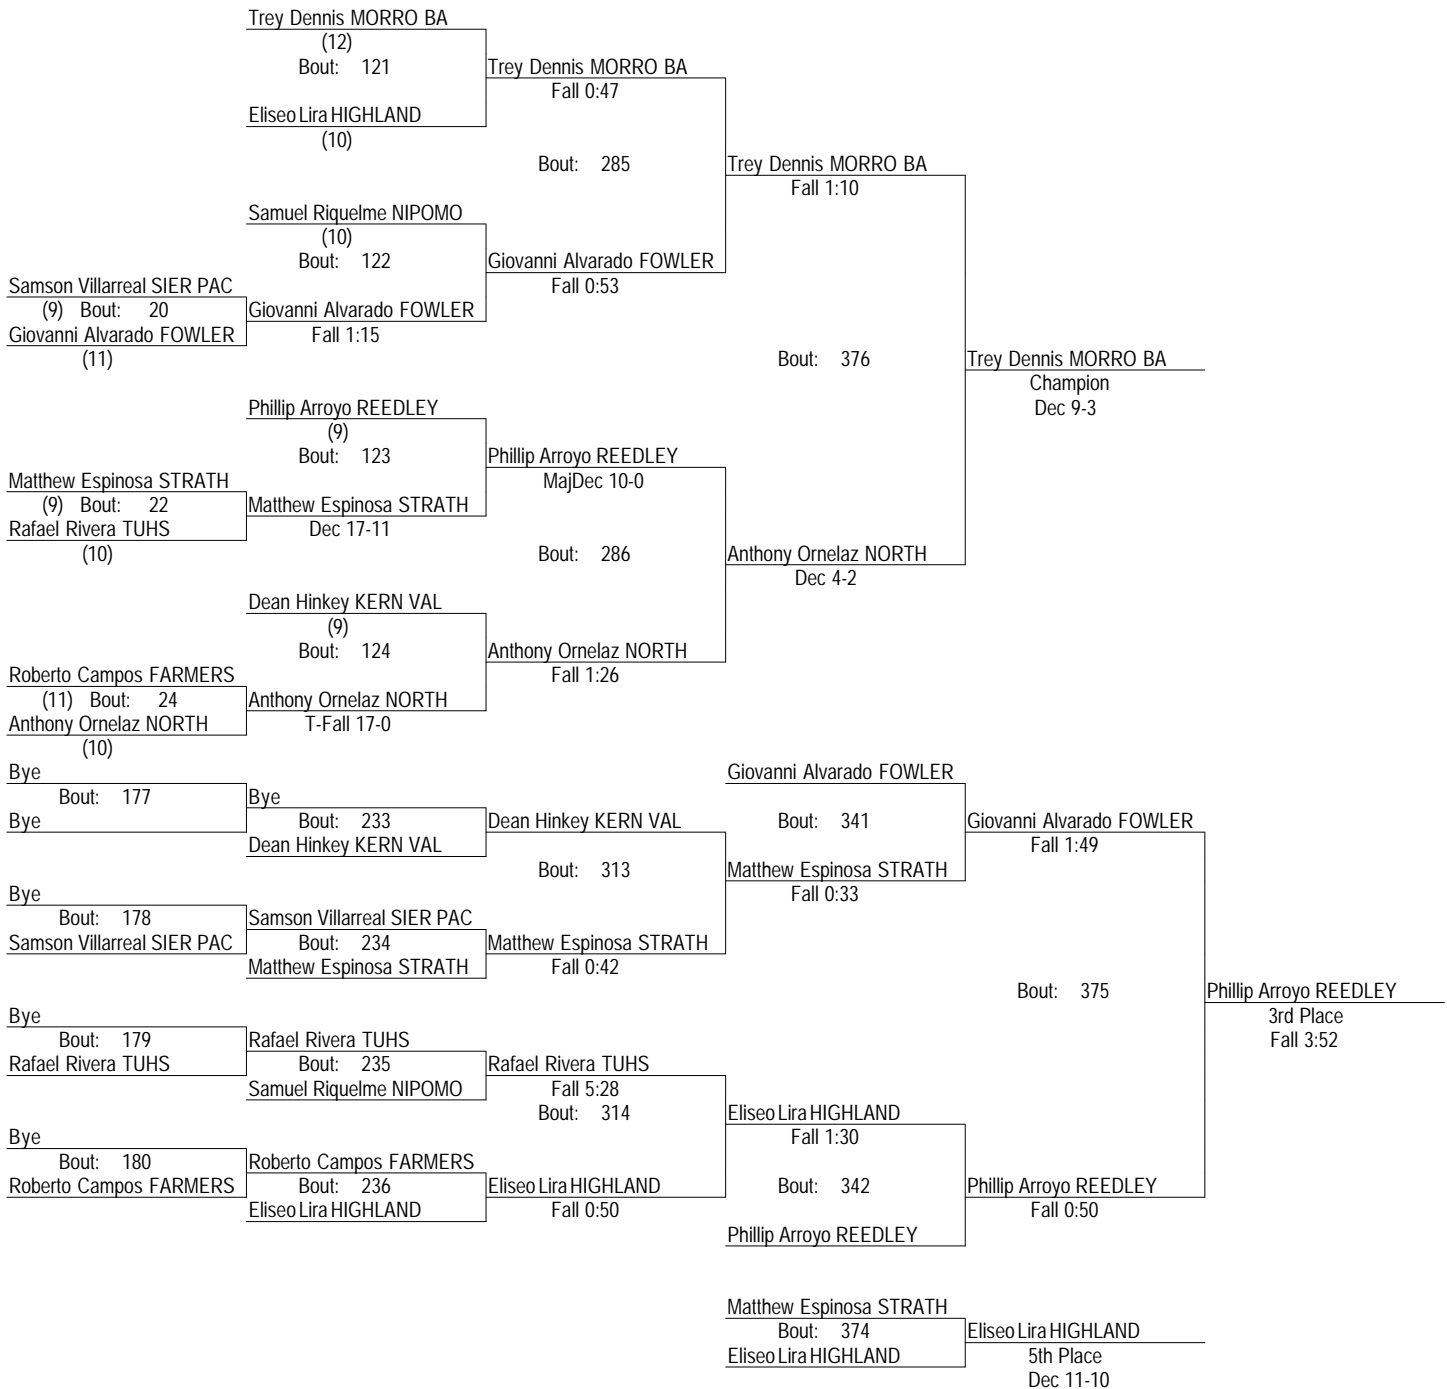 Trey Dennis MORRO BA
(12)
Bout: 121
Trey Dennis MORRO BA
Fall 0:47
Eliseo Lira HIGHLAND
(10)
Bout: 285
Trey Dennis MORRO BA
Fall 1:10
Samuel Riquelme NIPOMO
(10)
Bout: 122
Giovanni Alvarado FOWLER
Fall 0:53
Samson Villarreal SIER PAC
(9) Bout: 20
Giovanni Alvarado FOWLER
Fall 1:15
Giovanni Alvarado FOWLER
(11)
Bout: 376
Trey Dennis MORRO BA
Champion
Dec 9-3
Phillip Arroyo REEDLEY
(9)
Bout: 123
Phillip Arroyo REEDLEY
MajDec 10-0
Matthew Espinosa STRATH
(9) Bout: 22
Matthew Espinosa STRATH
Dec 17-11
Rafael Rivera TUHS
(10)
Bout: 286
Anthony Ornelaz NORTH
Dec 4-2
Dean Hinkey KERN VAL
(9)
Bout: 124
Anthony Ornelaz NORTH
Fall 1:26
Roberto Campos FARMERS
(11) Bout: 24
Anthony Ornelaz NORTH
T-Fall 17-0
Anthony Ornelaz NORTH
(10)
Bye
Bout: 177
Bye
Bye
Bout: 233
Dean Hinkey KERN VAL
Dean Hinkey KERN VAL
Giovanni Alvarado FOWLER
Bout: 341
Giovanni Alvarado FOWLER
Fall 1:49
Bout: 313
Matthew Espinosa STRATH
Fall 0:33
Bye
Bout: 178
Samson Villarreal SIER PAC
Samson Villarreal SIER PAC
Bout: 234
Matthew Espinosa STRATH
Matthew Espinosa STRATH
Fall 0:42
Bout: 375
Phillip Arroyo REEDLEY
3rd Place
Fall 3:52
Bye
Bout: 179
Rafael Rivera TUHS
Rafael Rivera TUHS
Bout: 235
Samuel Riquelme NIPOMO
Rafael Rivera TUHS
Fall 5:28
Bout: 314
Eliseo Lira HIGHLAND
Fall 1:30
Bye
Bout: 180
Roberto Campos FARMERS
Roberto Campos FARMERS
Bout: 236
Eliseo Lira HIGHLAND
Eliseo Lira HIGHLAND
Fall 0:50
Bout: 342
Phillip Arroyo REEDLEY
Fall 0:50
Phillip Arroyo REEDLEY
Matthew Espinosa STRATH
Bout: 374
Eliseo Lira HIGHLAND
Eliseo Lira HIGHLAND
5th Place
Dec 11-10